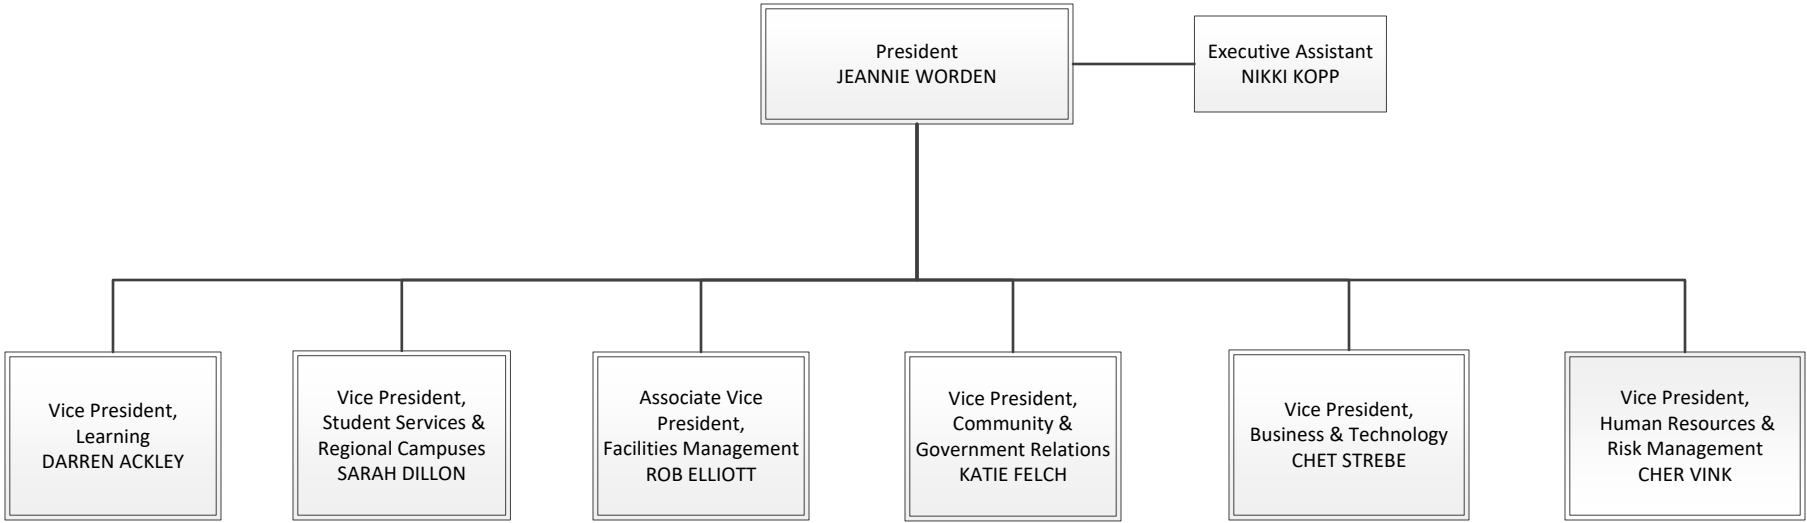 President
JEANNIE WORDEN
Executive Assistant
NIKKI KOPP
Vice President,
Learning
DARREN ACKLEY
Vice President,
Student Services &
Regional Campuses
SARAH DILLON
Associate Vice
President,
Facilities Management
ROB ELLIOTT
Vice President,
Community &
Government Relations
KATIE FELCH
Vice President,
Business & Technology
CHET STREBE
Vice President,
Human Resources &
Risk Management
CHER VINK